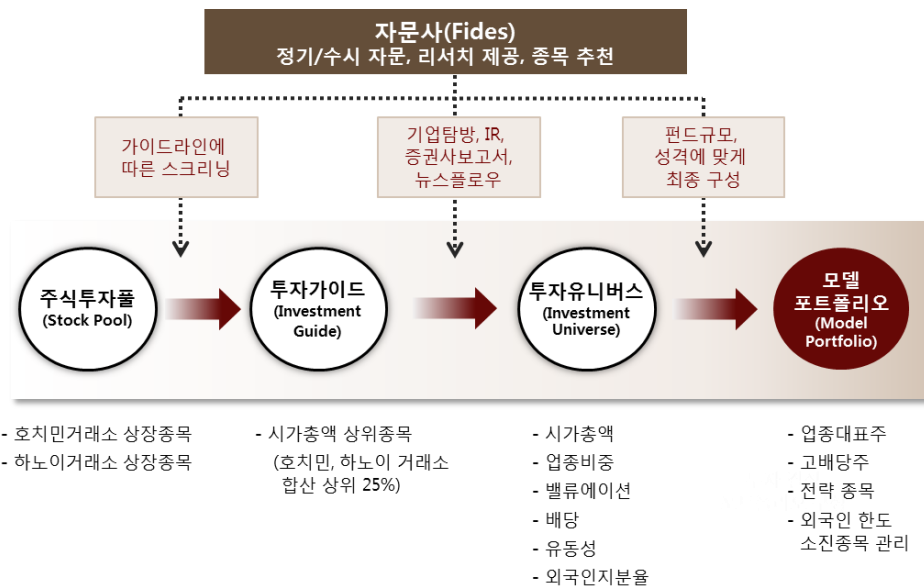 자문사(Fides)
정기/수시 자문, 리서치 제공, 종목 추천
가이드라인에
따른 스크리닝
기업탐방, IR,
증권사보고서,
뉴스플로우
펀드규모,
성격에 맞게
최종 구성
주식투자풀
(Stock Pool)
투자가이드
(Investment
Guide)
투자유니버스
(Investment
Universe)
모델
포트폴리오
(Model
Portfolio)
- 호치민거래소 상장종목
- 하노이거래소 상장종목
- 시가총액 상위종목
(호치민, 하노이 거래소
합산 상위 25%)
- 시가총액
- 업종비중
- 밸류에이션
- 배당
- 유동성
- 외국인지분율
- 업종대표주
- 고배당주
- 전략 종목
- 외국인 한도
소진종목 관리